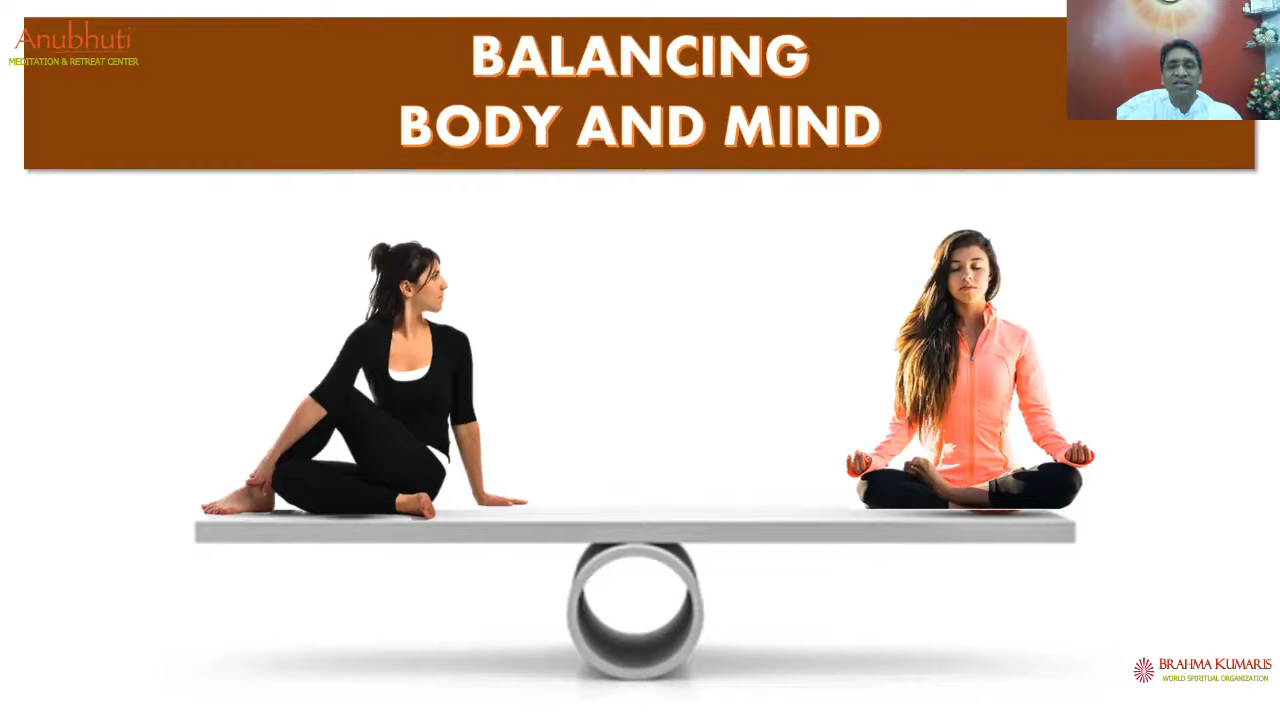 Anubhuti
MEDITATION & RETREAT CENTER
BALANCING
BODY AND MIND
BRAHMA KUMARIS
WORLD SPIRITUAL ORGANIZATION